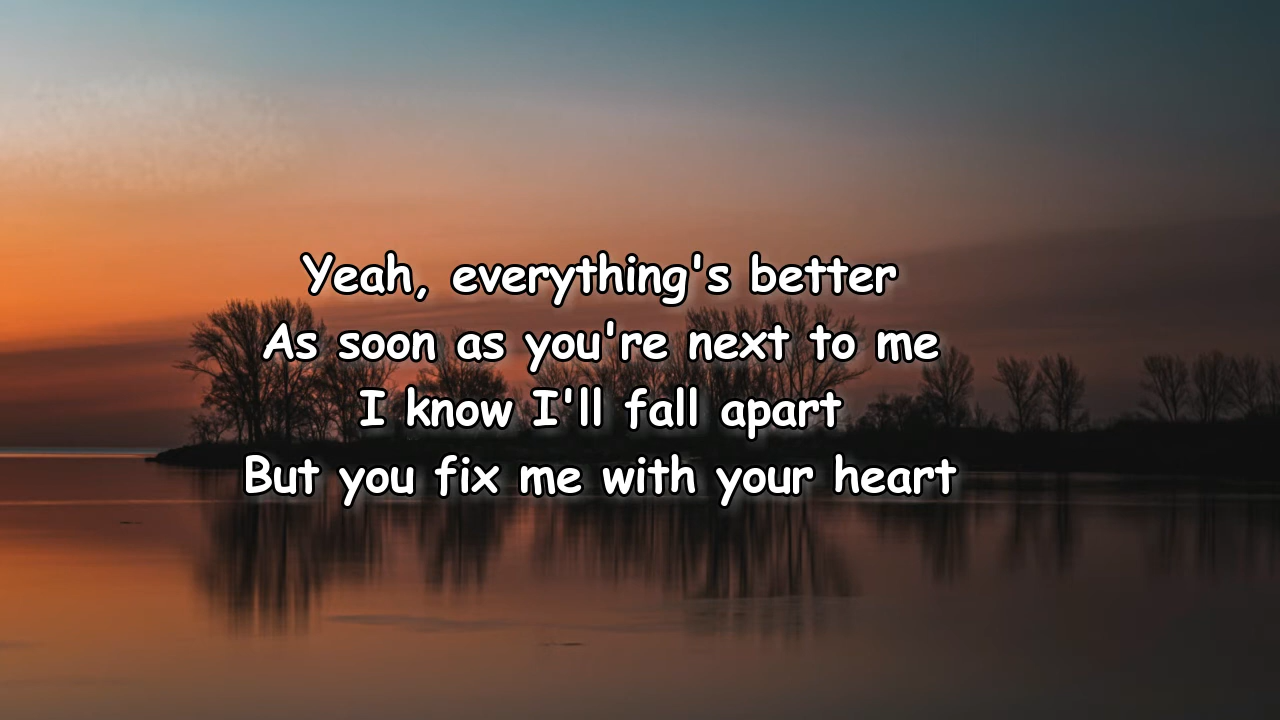 Yeah, everything's better
As soon as you're next to me
I know I'll fall apart
But you fix me with your heart